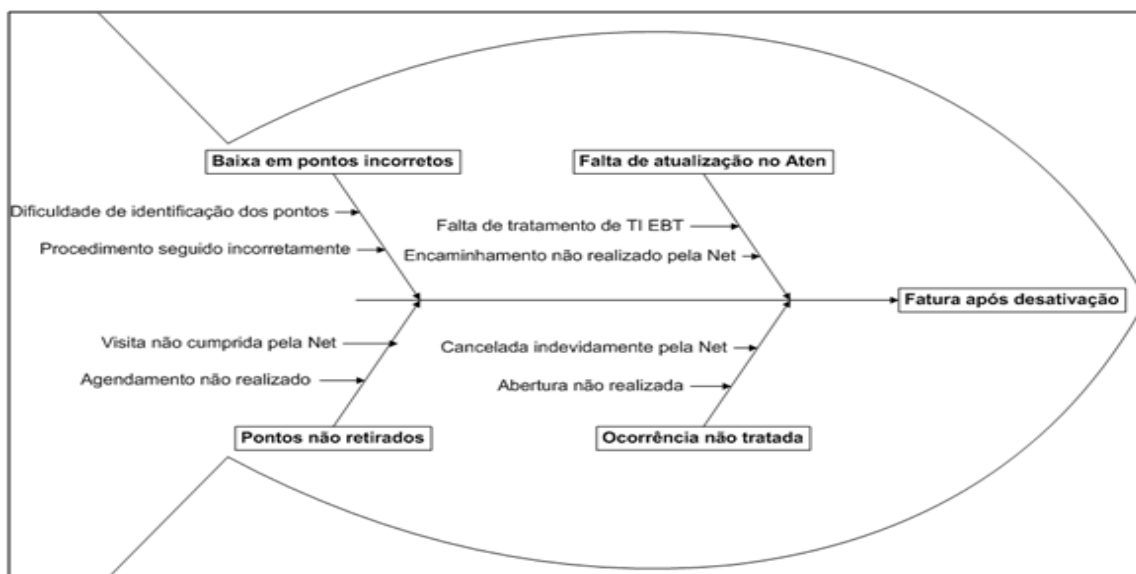 Baixa em pontos incorretos
Falta de atualização no Aten
Dificuldade de identificação dos pontos
Falta de tratamento de TI EBT
Procedimento seguido incorretamente
Encaminhamento não realizado pela Net
Fatura após desativação
Visita não cumprida pela Net
Cancelada indevidamente pela Net
Agendamento não realizado
Abertura não realizada
Pontos não retirados
Ocorrência não tratada